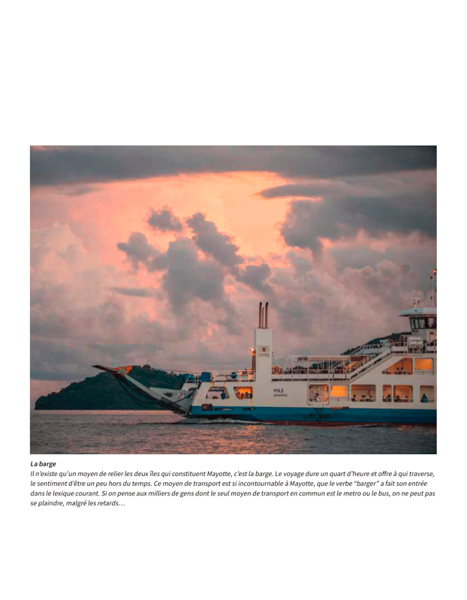 La barge
Il n'existe qu'un moyen de relier les deux îles qui constituent Mayotte, c'est la barge. Le voyage dure un quart d'heure et offre à qui traverse,
le sentiment d'être un peu hors du temps. Ce moyen de transport est si incontournable à Mayotte, que le verbe "barger" a fait son entrée
dans le lexique courant. Si on pense aux milliers de gens dont le seul moyen de transport en commun est le metro ou le bus, on ne peut pas
se plaindre, malgré les retards…